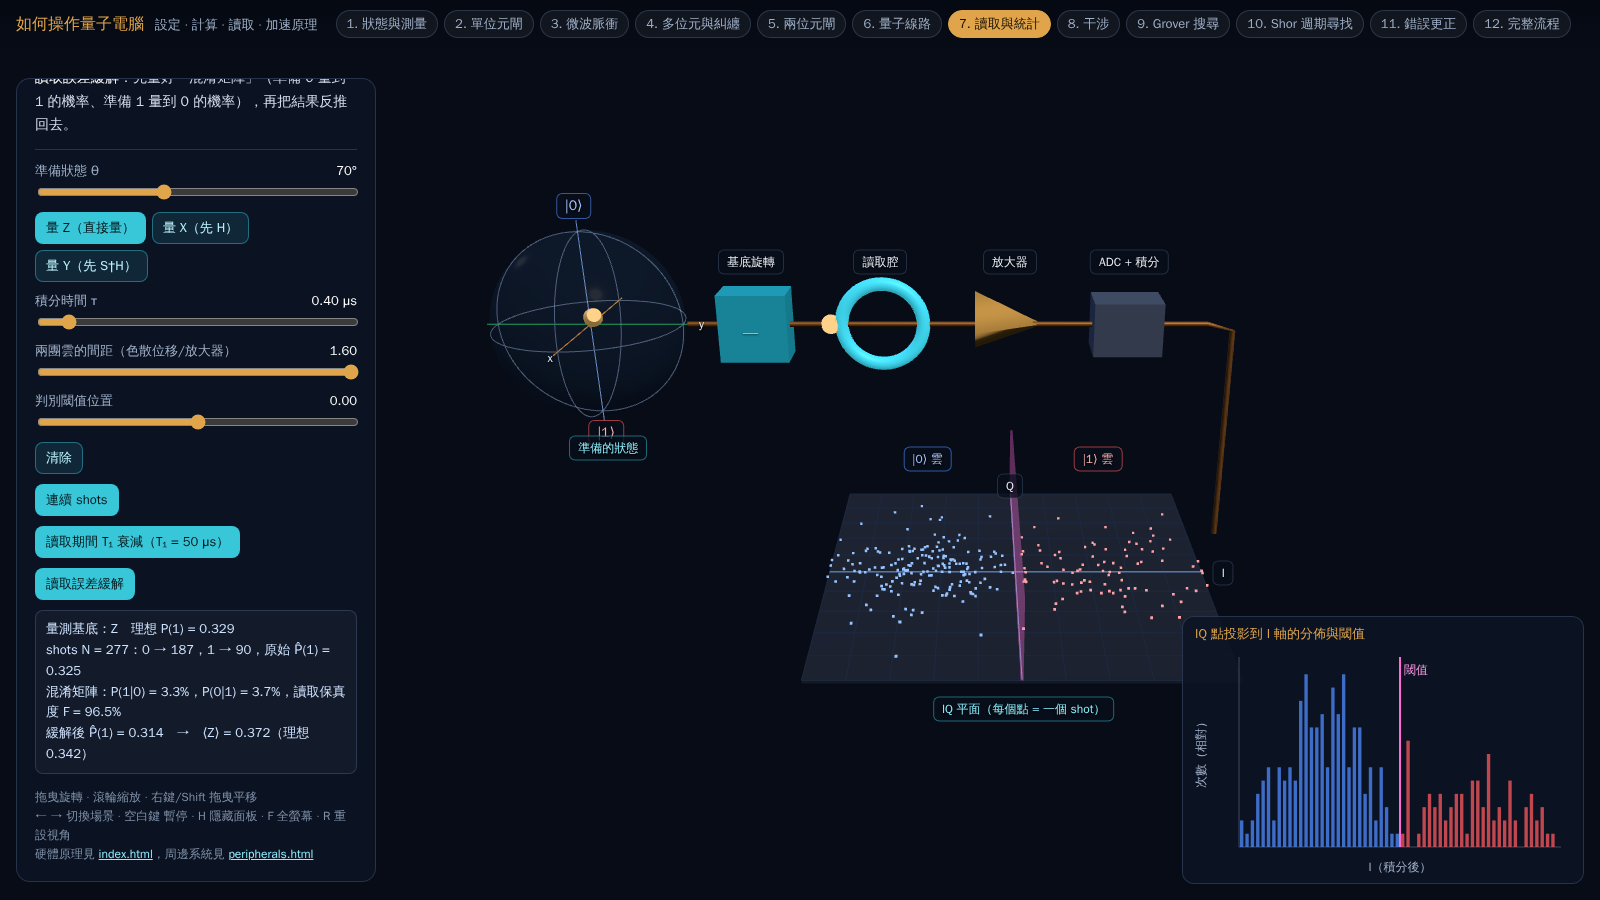 如何操作量子電腦 設定 · 計算 · 讀取 · 加速原理
1. 狀態與測量
2. 單位元閘
3. 微波脈衝
4. 多位元與糾纏
5. 兩位元閘
6. 量子線路
7. 讀取與統計
8. 干涉
9. Grover 搜尋
10. Shor 週期尋找
11. 錯誤更正
12. 完整流程
1 的機率、準備 1 量到 0 的機率），再把結果反推
回去。
準備狀態 θ 70°
量 Z（直接量）
量 X（先 H）
量 Y（先 S†H）
積分時間 τ 0.40 μs
兩團雲的間距（色散位移/放大器） 1.60
判別閾值位置 0.00
清除
連續 shots
讀取期間 T₁ 衰減（T₁ = 50 μs）
讀取誤差緩解
量測基底：Z 理想 P(1) = 0.329
shots N = 277：0 → 187，1 → 90，原始 P̂(1) =
0.325
混淆矩陣：P(1|0) = 3.3%，P(0|1) = 3.7%，讀取保真
度 F = 96.5%
緩解後 P̂(1) = 0.314 → ⟨Z⟩ = 0.372（理想
0.342）
拖曳旋轉 · 滾輪縮放 · 右鍵/Shift 拖曳平移
← → 切換場景 · 空白鍵 暫停 · H 隱藏面板 · F 全螢幕 · R 重
設視角
硬體原理見 index.html，周邊系統見 peripherals.html
|0⟩
y
x
|1⟩
準備的狀態
基底旋轉
讀取腔
放大器
ADC + 積分
|0⟩ 雲
|1⟩ 雲
Q
I
IQ 平面（每個點 = 一個 shot）
IQ 點投影到 I 軸的分佈與閾值
閾值
次數（相對）
I（積分後）